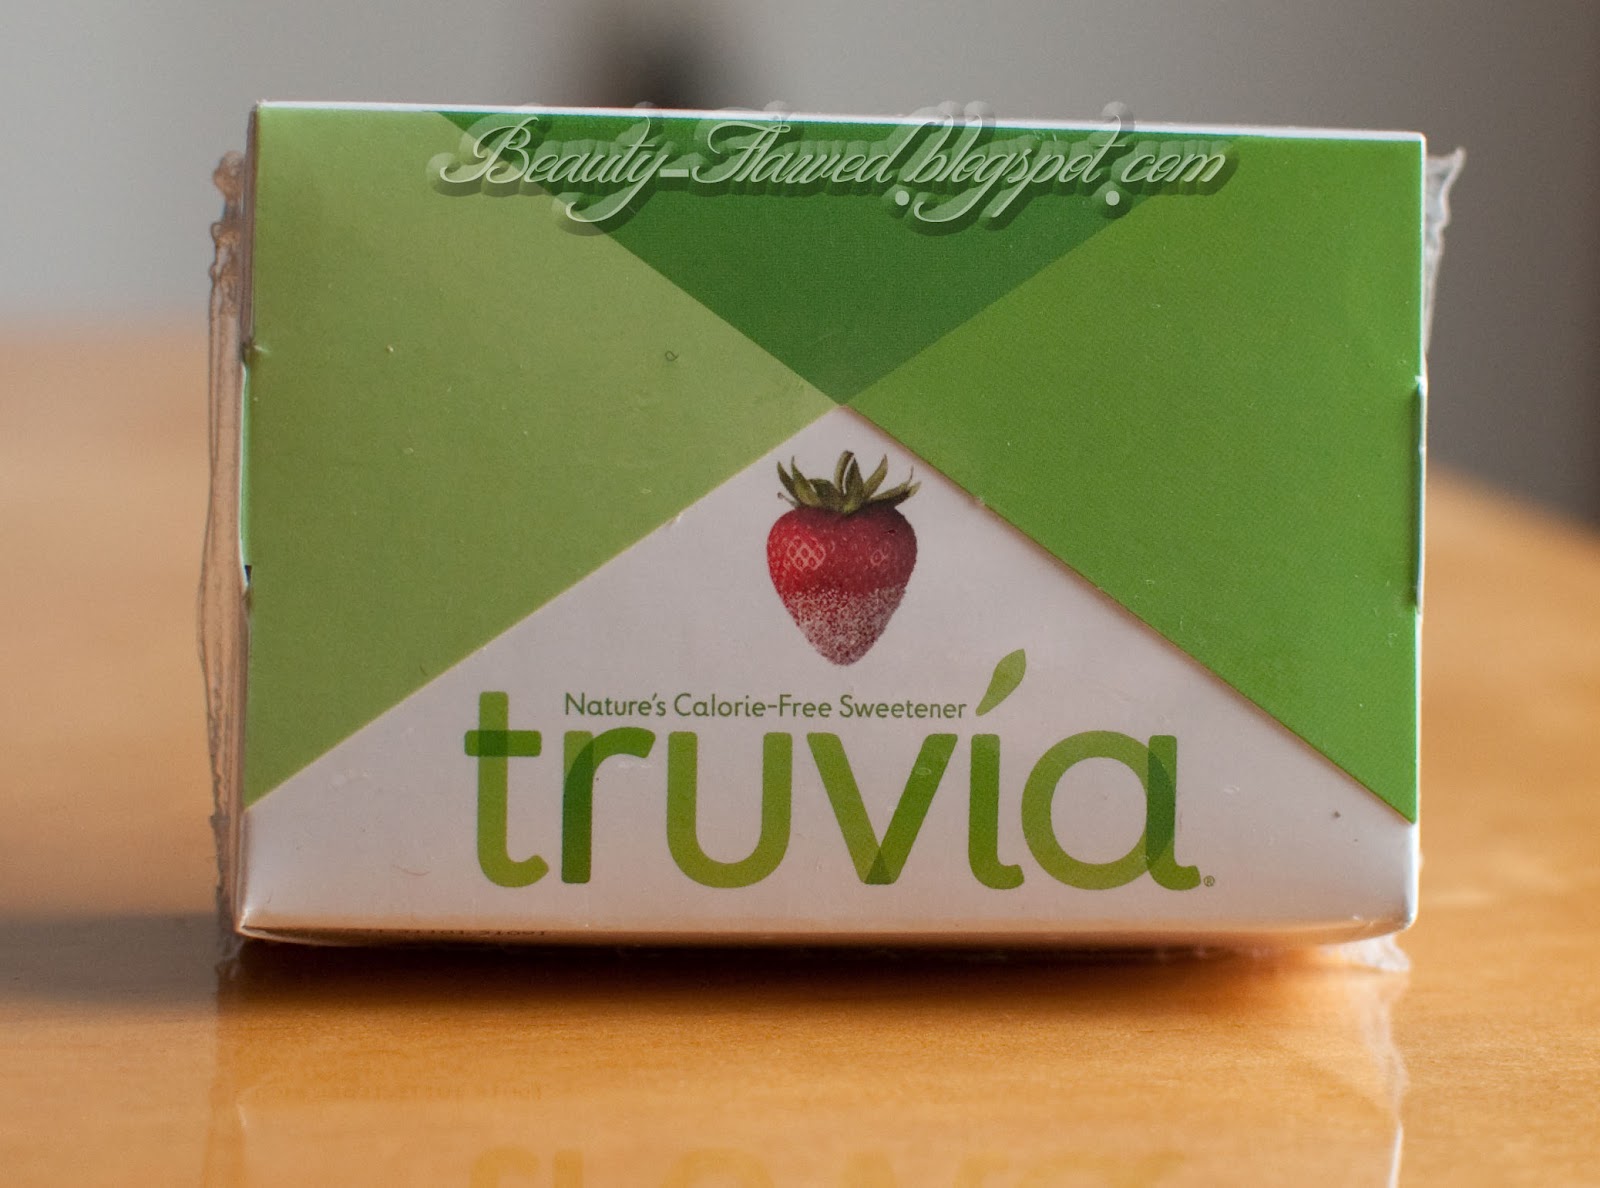 Beauty-Flawed.blogspot.com
Nature's Calorie-Free Sweetener
truvía®